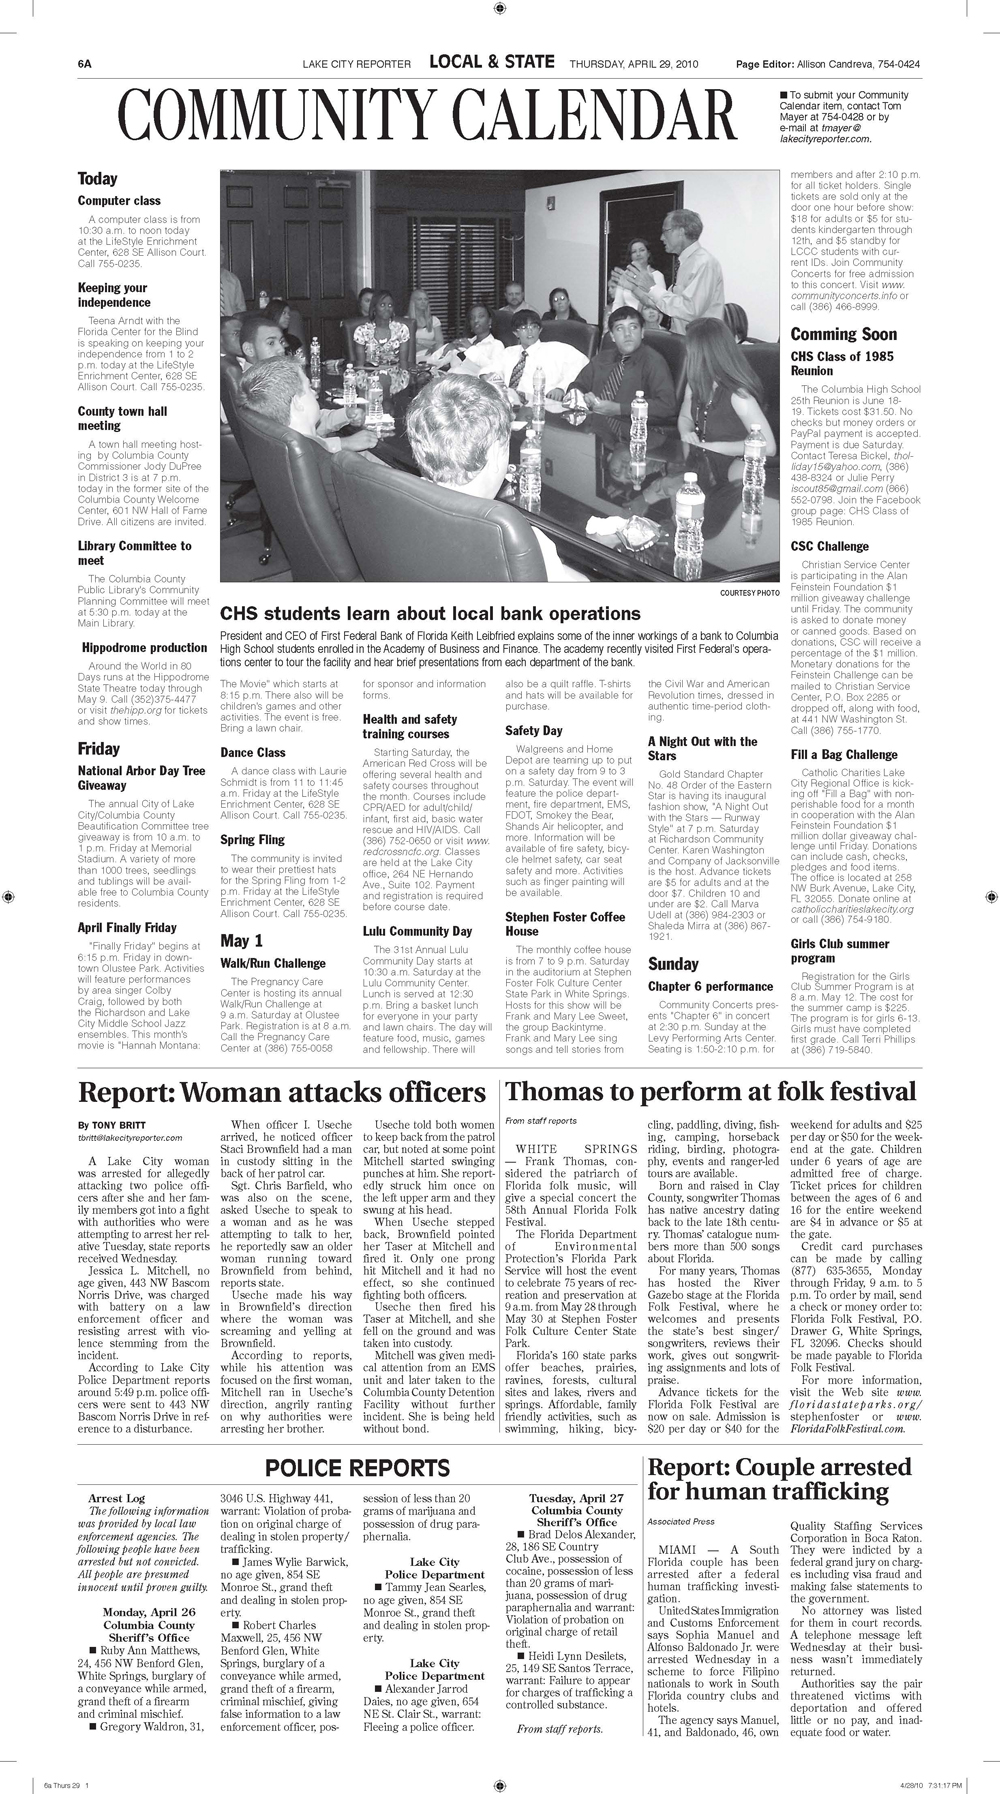 6A
LAKE CITY REPORTER
LOCAL & STATE
THURSDAY, APRIL 29, 2010
Page Editor: Allison Candreva, 754-0424
COMMUNITY CALENDAR
■ To submit your Community
Calendar item, contact Tom
Mayer at 754-0428 or by
e-mail at tmayer@
lakecityreporter.com.
Today
Computer class
A computer class is from
10:30 a.m. to noon today
at the LifeStyle Enrichment
Center, 628 SE Allison Court.
Call 755-0235.
Keeping your
independence
Teena Arndt with the
Florida Center for the Blind
is speaking on keeping your
independence from 1 to 2
p.m. today at the LifeStyle
Enrichment Center, 628 SE
Allison Court. Call 755-0235.
County town hall
meeting
A town hall meeting host-
ing by Columbia County
Commissioner Jody DuPree
in District 3 is at 7 p.m.
today in the former site of the
Columbia County Welcome
Center, 601 NW Hall of Fame
Drive. All citizens are invited.
Library Committee to
meet
The Columbia County
Public Library's Community
Planning Committee will meet
at 5:30 p.m. today at the
Main Library.
Hippodrome production
Around the World in 80
Days runs at the Hippodrome
State Theatre today through
May 9. Call (352)375-4477
or visit thehipp.org for tickets
and show times.
Friday
National Arbor Day Tree
Giveaway
The annual City of Lake
City/Columbia County
Beautification Committee tree
giveaway is from 10 a.m. to
1 p.m. Friday at Memorial
Stadium. A variety of more
than 1000 trees, seedlings
and tublings will be avail-
able free to Columbia County
residents.
April Finally Friday
"Finally Friday" begins at
6:15 p.m. Friday in down-
town Olustee Park. Activities
will feature performances
by area singer Colby
Craig, followed by both
the Richardson and Lake
City Middle School Jazz
ensembles. This month's
movie is "Hannah Montana:
COURTESY PHOTO
CHS students learn about local bank operations
President and CEO of First Federal Bank of Florida Keith Leibfried explains some of the inner workings of a bank to Columbia
High School students enrolled in the Academy of Business and Finance. The academy recently visited First Federal's opera-
tions center to tour the facility and hear brief presentations from each department of the bank.
The Movie" which starts at
8:15 p.m. There also will be
children's games and other
activities. The event is free.
Bring a lawn chair.
Dance Class
A dance class with Laurie
Schmidt is from 11 to 11:45
a.m. Friday at the LifeStyle
Enrichment Center, 628 SE
Allison Court. Call 755-0235.
Spring Fling
The community is invited
to wear their prettiest hats
for the Spring Fling from 1-2
p.m. Friday at the LifeStyle
Enrichment Center, 628 SE
Allison Court. Call 755-0235.
May 1
Walk/Run Challenge
The Pregnancy Care
Center is hosting its annual
Walk/Run Challenge at
9 a.m. Saturday at Olustee
Park. Registration is at 8 a.m.
Call the Pregnancy Care
Center at (386) 755-0058
for sponsor and information
forms.
Health and safety
training courses
Starting Saturday, the
American Red Cross will be
offering several health and
safety courses throughout
the month. Courses include
CPR/AED for adult/child/
infant, first aid, basic water
rescue and HIV/AIDS. Call
(386) 752-0650 or visit www.
redcrossncfc.org. Classes
are held at the Lake City
office, 264 NE Hernando
Ave., Suite 102. Payment
and registration is required
before course date.
Lulu Community Day
The 31st Annual Lulu
Community Day starts at
10:30 a.m. Saturday at the
Lulu Community Center.
Lunch is served at 12:30
p.m. Bring a basket lunch
for everyone in your party
and lawn chairs. The day will
feature food, music, games
and fellowship. There will
also be a quilt raffle. T-shirts
and hats will be available for
purchase.
Safety Day
Walgreens and Home
Depot are teaming up to put
on a safety day from 9 to 3
p.m. Saturday. The event will
feature the police depart-
ment, fire department, EMS,
FDOT, Smokey the Bear,
Shands Air helicopter, and
more. Information will be
available of fire safety, bicy-
cle helmet safety, car seat
safety and more. Activities
such as finger painting will
be available.
Stephen Foster Coffee
House
The monthly coffee house
is from 7 to 9 p.m. Saturday
in the auditorium at Stephen
Foster Folk Culture Center
State Park in White Springs.
Hosts for this show will be
Frank and Mary Lee Sweet,
the group Backintyme.
Frank and Mary Lee sing
songs and tell stories from
the Civil War and American
Revolution times, dressed in
authentic time-period cloth-
ing.
A Night Out with the
Stars
Gold Standard Chapter
No. 48 Order of the Eastern
Star is having its inaugural
fashion show, "A Night Out
with the Stars — Runway
Style" at 7 p.m. Saturday
at Richardson Community
Center. Karen Washington
and Company of Jacksonville
is the host. Advance tickets
are $5 for adults and at the
door $7. Children 10 and
under are $2. Call Marva
Udell at (386) 984-2303 or
Shaleda Mirra at (386) 867-
1921.
Sunday
Chapter 6 performance
Community Concerts pres-
ents "Chapter 6" in concert
at 2:30 p.m. Sunday at the
Levy Performing Arts Center.
Seating is 1:50-2:10 p.m. for
members and after 2:10 p.m.
for all ticket holders. Single
tickets are sold only at the
door one hour before show:
$18 for adults or $5 for stu-
dents kindergarten through
12th, and $5 standby for
LCCC students with cur-
rent IDs. Join Community
Concerts for free admission
to this concert. Visit www.
communityconcerts.info or
call (386) 466-8999.
Comming Soon
CHS Class of 1985
Reunion
The Columbia High School
25th Reunion is June 18-
19. Tickets cost $31.50. No
checks but money orders or
PayPal payment is accepted.
Payment is due Saturday.
Contact Teresa Bickel, thol-
liday15@yahoo.com, (386)
438-8324 or Julie Perry
iscout85@gmail.com (866)
552-0798. Join the Facebook
group page: CHS Class of
1985 Reunion.
CSC Challenge
Christian Service Center
is participating in the Alan
Feinstein Foundation $1
million giveaway challenge
until Friday. The community
is asked to donate money
or canned goods. Based on
donations, CSC will receive a
percentage of the $1 million.
Monetary donations for the
Feinstein Challenge can be
mailed to Christian Service
Center, P.O. Box 2285 or
dropped off, along with food,
at 441 NW Washington St.
Call (386) 755-1770.
Fill a Bag Challenge
Catholic Charities Lake
City Regional Office is kick-
ing off "Fill a Bag" with non-
perishable food for a month
in cooperation with the Alan
Feinstein Foundation $1
million dollar giveaway chal-
lenge until Friday. Donations
can include cash, checks,
pledges and food items.
The office is located at 258
NW Burk Avenue, Lake City,
FL 32055. Donate online at
catholiccharitieslakecity.org
or call (386) 754-9180.
Girls Club summer
program
Registration for the Girls
Club Summer Program is at
8 a.m. May 12. The cost for
the summer camp is $225.
The program is for girls 6-13.
Girls must have completed
first grade. Call Terri Phillips
at (386) 719-5840.
Report: Woman attacks officers
By TONY BRITT
tbritt@lakecityreporter.com
A Lake City woman
was arrested for allegedly
attacking two police offi-
cers after she and her fam-
ily members got into a fight
with authorities who were
attempting to arrest her rel-
ative Tuesday, state reports
received Wednesday.
Jessica L. Mitchell, no
age given, 443 NW Bascom
Norris Drive, was charged
with battery on a law
enforcement officer and
resisting arrest with vio-
lence stemming from the
incident.
According to Lake City
Police Department reports
around 5:49 p.m. police offi-
cers were sent to 443 NW
Bascom Norris Drive in ref-
erence to a disturbance.
When officer I. Useche
arrived, he noticed officer
Staci Brownfield had a man
in custody sitting in the
back of her patrol car.
Sgt. Chris Barfield, who
was also on the scene,
asked Useche to speak to
a woman and as he was
attempting to talk to her,
he reportedly saw an older
woman running toward
Brownfield from behind,
reports state.
Useche made his way
in Brownfield's direction
where the woman was
screaming and yelling at
Brownfield.
According to reports,
while his attention was
focused on the first woman,
Mitchell ran in Useche's
direction, angrily ranting
on why authorities were
arresting her brother.
Useche told both women
to keep back from the patrol
car, but noted at some point
Mitchell started swinging
punches at him. She report-
edly struck him once on
the left upper arm and they
swung at his head.
When Useche stepped
back, Brownfield pointed
her Taser at Mitchell and
fired it. Only one prong
hit Mitchell and it had no
effect, so she continued
fighting both officers.
Useche then fired his
Taser at Mitchell, and she
fell on the ground and was
taken into custody.
Mitchell was given medi-
cal attention from an EMS
unit and later taken to the
Columbia County Detention
Facility without further
incident. She is being held
without bond.
Thomas to perform at folk festival
From staff reports
WHITE SPRINGS
— Frank Thomas, con-
sidered the patriarch of
Florida folk music, will
give a special concert the
58th Annual Florida Folk
Festival.
The Florida Department
of Environmental
Protection's Florida Park
Service will host the event
to celebrate 75 years of rec-
reation and preservation at
9 a.m. from May 28 through
May 30 at Stephen Foster
Folk Culture Center State
Park.
Florida's 160 state parks
offer beaches, prairies,
ravines, forests, cultural
sites and lakes, rivers and
springs. Affordable, family
friendly activities, such as
swimming, hiking, bicy-
cling, paddling, diving, fish-
ing, camping, horseback
riding, birding, photogra-
phy, events and ranger-led
tours are available.
Born and raised in Clay
County, songwriter Thomas
has native ancestry dating
back to the late 18th centu-
ry. Thomas' catalogue num-
bers more than 500 songs
about Florida.
For many years, Thomas
has hosted the River
Gazebo stage at the Florida
Folk Festival, where he
welcomes and presents
the state's best singer/
songwriters, reviews their
work, gives out songwrit-
ing assignments and lots of
praise.
Advance tickets for the
Florida Folk Festival are
now on sale. Admission is
$20 per day or $40 for the
weekend for adults and $25
per day or $50 for the week-
end at the gate. Children
under 6 years of age are
admitted free of charge.
Ticket prices for children
between the ages of 6 and
16 for the entire weekend
are $4 in advance or $5 at
the gate.
Credit card purchases
can be made by calling
(877) 635-3655, Monday
through Friday, 9 a.m. to 5
p.m. To order by mail, send
a check or money order to:
Florida Folk Festival, P.O.
Drawer G, White Springs,
FL 32096. Checks should
be made payable to Florida
Folk Festival.
For more information,
visit the Web site www.
floridastateparks.org/
stephenfoster or www.
FloridaFolkFestival.com.
POLICE REPORTS
Arrest Log
The following information
was provided by local law
enforcement agencies. The
following people have been
arrested but not convicted.
All people are presumed
innocent until proven guilty.
Monday, April 26
Columbia County
Sheriff's Office
■ Ruby Ann Matthews,
24, 456 NW Benford Glen,
White Springs, burglary of
a conveyance while armed,
grand theft of a firearm
and criminal mischief.
■ Gregory Waldron, 31,
3046 U.S. Highway 441,
warrant: Violation of proba-
tion on original charge of
dealing in stolen property/
trafficking.
■ James Wylie Barwick,
no age given, 854 SE
Monroe St., grand theft
and dealing in stolen prop-
erty.
■ Robert Charles
Maxwell, 25, 456 NW
Benford Glen, White
Springs, burglary of a
conveyance while armed,
grand theft of a firearm,
criminal mischief, giving
false information to a law
enforcement officer, pos-
session of less than 20
grams of marijuana and
possession of drug para-
phernalia.
Lake City
Police Department
■ Tammy Jean Searles,
no age given, 854 SE
Monroe St., grand theft
and dealing in stolen prop-
erty.
Lake City
Police Department
■ Alexander Jarrod
Daies, no age given, 654
NE St. Clair St., warrant:
Fleeing a police officer.
Tuesday, April 27
Columbia County
Sheriff's Office
■ Brad Delos Alexander,
28, 186 SE Country
Club Ave., possession of
cocaine, possession of less
than 20 grams of mari-
juana, possession of drug
paraphernalia and warrant:
Violation of probation on
original charge of retail
theft.
■ Heidi Lynn Desilets,
25, 149 SE Santos Terrace,
warrant: Failure to appear
for charges of trafficking a
controlled substance.
From staff reports.
Report: Couple arrested
for human trafficking
Associated Press
MIAMI — A South
Florida couple has been
arrested after a federal
human trafficking investi-
gation.
United States Immigration
and Customs Enforcement
says Sophia Manuel and
Alfonso Baldonado Jr. were
arrested Wednesday in a
scheme to force Filipino
nationals to work in South
Florida country clubs and
hotels.
The agency says Manuel,
41, and Baldonado, 46, own
Quality Staffing Services
Corporation in Boca Raton.
They were indicted by a
federal grand jury on charg-
es including visa fraud and
making false statements to
the government.
No attorney was listed
for them in court records.
A telephone message left
Wednesday at their busi-
ness wasn't immediately
returned.
Authorities say the pair
threatened victims with
deportation and offered
little or no pay, and inad-
equate food or water.
6a Thurs 29 1
4/28/10 7:31:17 PM